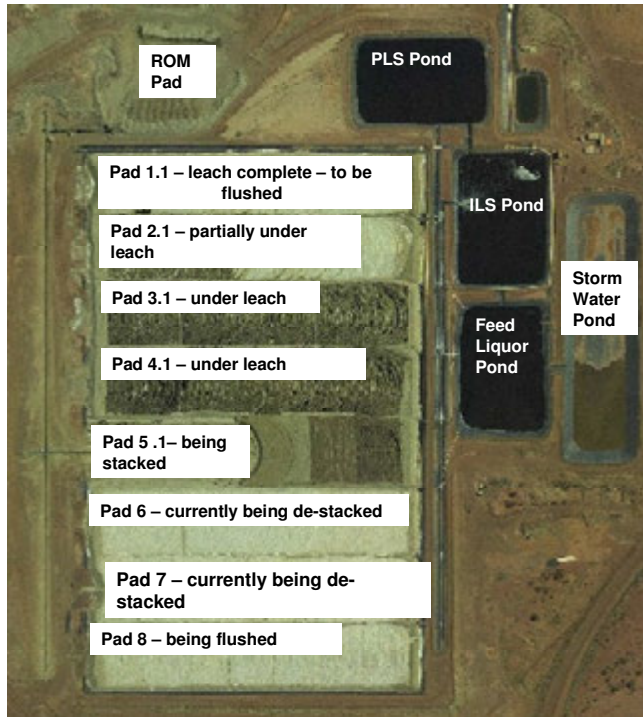 ROM
Pad
PLS Pond
Pad 1.1 – leach complete – to be
flushed
ILS Pond
Pad 2.1 – partially under
leach
Storm
Water
Pond
Pad 3.1 – under leach
Feed
Liquor
Pond
Pad 4.1 – under leach
Pad 5 .1– being
stacked
Pad 6 – currently being de-stacked
Pad 7 – currently being de-
stacked
Pad 8 – being flushed